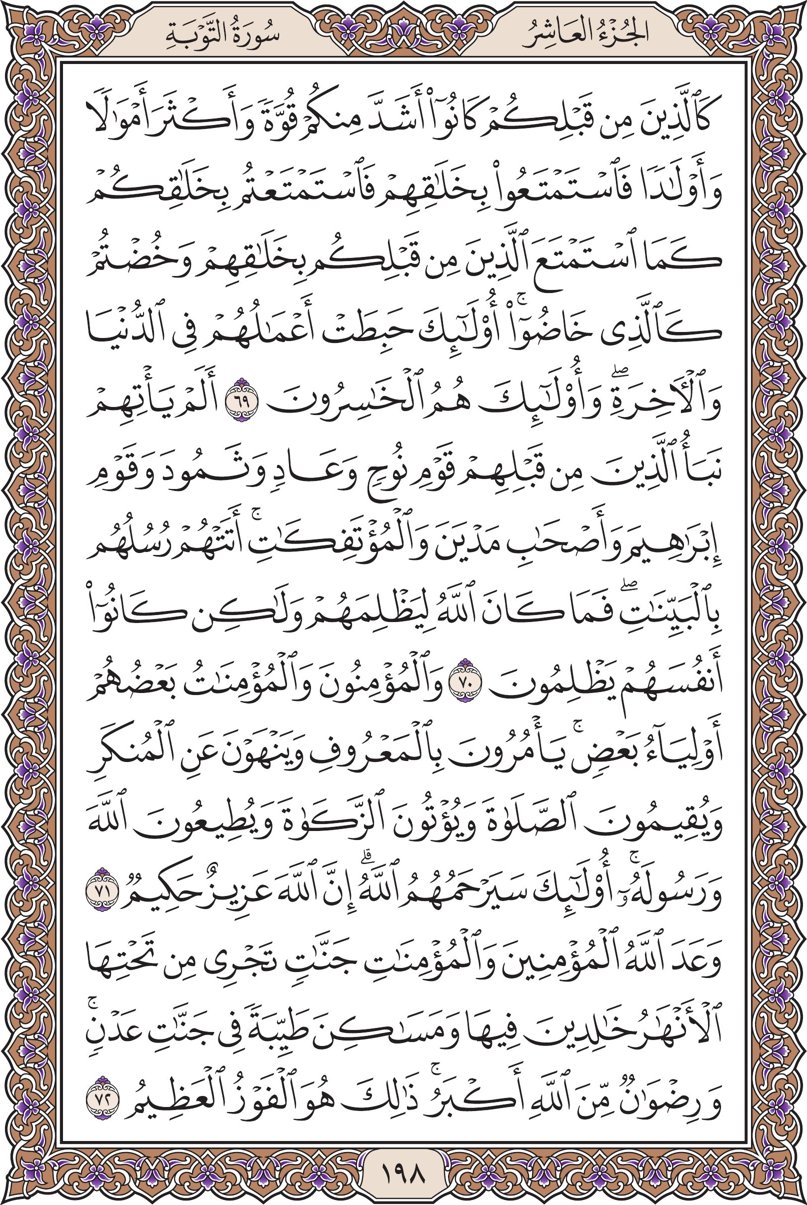 الجُزْءُ العَاشِرُ
سُورَةُ التَّوْبَةِ
كَٱلَّذِينَ مِن قَبْلِكُمْ كَانُوٓاْ أَشَدَّ مِنكُمْ قُوَّةٗ وَأَكْثَرَ أَمْوَٰلٗا
وَأَوْلَٰدٗا فَٱسْتَمْتَعُواْ بِخَلَٰقِهِمْ فَٱسْتَمْتَعْتُم بِخَلَٰقِكُمْ
كَمَا ٱسْتَمْتَعَ ٱلَّذِينَ مِن قَبْلِكُم بِخَلَٰقِهِمْ وَخُضْتُمْ
كَٱلَّذِي خَاضُوٓاْۚ أُوْلَٰٓئِكَ حَبِطَتْ أَعْمَٰلُهُمْ فِي ٱلدُّنْيَا
وَٱلْأٓخِرَةِۖ وَأُوْلَٰٓئِكَ هُمُ ٱلْخَٰسِرُونَ ٦٩ أَلَمْ يَأْتِهِمْ
نَبَأُ ٱلَّذِينَ مِن قَبْلِهِمْ قَوْمِ نُوحٖ وَعَادٖ وَثَمُودَ وَقَوْمِ
إِبْرَٰهِيمَ وَأَصْحَٰبِ مَدْيَنَ وَٱلْمُؤْتَفِكَٰتِۚ أَتَتْهُمْ رُسُلُهُم
بِٱلْبَيِّنَٰتِۖ فَمَا كَانَ ٱللَّهُ لِيَظْلِمَهُمْ وَلَٰكِن كَانُوٓاْ
أَنفُسَهُمْ يَظْلِمُونَ ٧٠ وَٱلْمُؤْمِنُونَ وَٱلْمُؤْمِنَٰتُ بَعْضُهُمْ
أَوْلِيَآءُ بَعْضٖۚ يَأْمُرُونَ بِٱلْمَعْرُوفِ وَيَنْهَوْنَ عَنِ ٱلْمُنكَرِ
وَيُقِيمُونَ ٱلصَّلَوٰةَ وَيُؤْتُونَ ٱلزَّكَوٰةَ وَيُطِيعُونَ ٱللَّهَ
وَرَسُولَهُۥٓۚ أُوْلَٰٓئِكَ سَيَرْحَمُهُمُ ٱللَّهُۗ إِنَّ ٱللَّهَ عَزِيزٌ حَكِيمٞ ٧١
وَعَدَ ٱللَّهُ ٱلْمُؤْمِنِينَ وَٱلْمُؤْمِنَٰتِ جَنَّٰتٖ تَجْرِي مِن تَحْتِهَا
ٱلْأَنْهَٰرُ خَٰلِدِينَ فِيهَا وَمَسَٰكِنَ طَيِّبَةٗ فِي جَنَّٰتِ عَدْنٖۚ
وَرِضْوَٰنٞ مِّنَ ٱللَّهِ أَكْبَرُۚ ذَٰلِكَ هُوَ ٱلْفَوْزُ ٱلْعَظِيمُ ٧٢
١٩٨